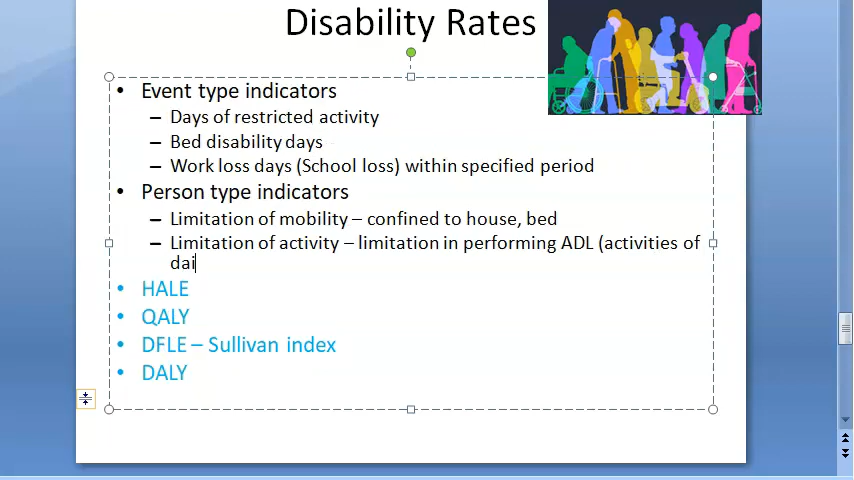 Disability Rates
• Event type indicators
– Days of restricted activity
– Bed disability days
– Work loss days (School loss) within specified period
• Person type indicators
– Limitation of mobility – confined to house, bed
– Limitation of activity – limitation in performing ADL (activities of
dai
• HALE
• QALY
• DFLE – Sullivan index
• DALY